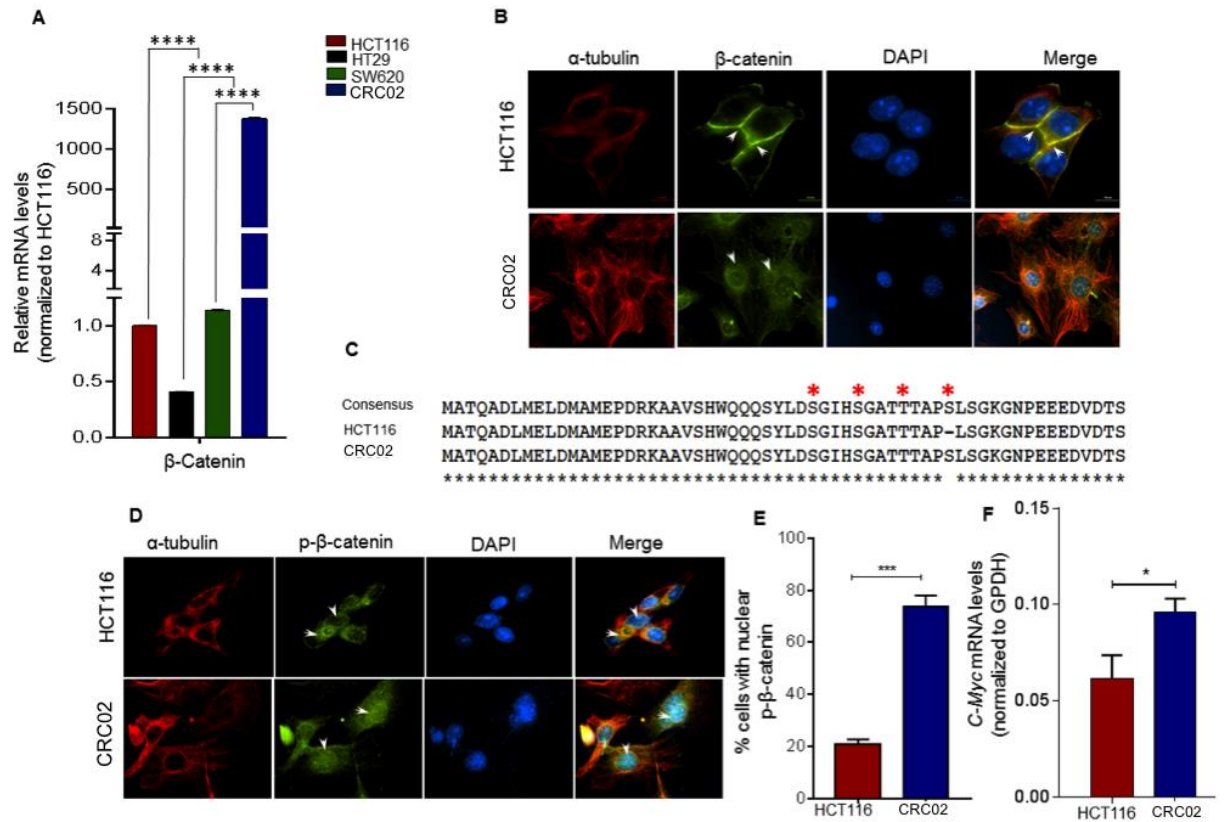 A
****
****
****
HCT116
HT29
SW620
CRC02
Relative mRNA levels
(normalized to HCT116)
1500
1000
500
8
4
1.0
0.5
0.0
β-Catenin
B
α-tubulin β-catenin DAPI Merge
HCT116
CRC02
C
* * * *
Consensus MATQADLMELDMAMEPDRKAAVSHWQQQSYLDSGIHSGATTTAPSLSGKGNPEEEDVDTS
HCT116 MATQADLMELDMAMEPDRKAAVSHWQQQSYLDSGIHSGATTTAP-LSGKGNPEEEDVDTS
CRC02 MATQADLMELDMAMEPDRKAAVSHWQQQSYLDSGIHSGATTTAPSLSGKGNPEEEDVDTS
******************************************** ***************
D
α-tubulin p-β-catenin DAPI Merge
HCT116
CRC02
E
% cells with nuclear
p-β-catenin
100
80
60
40
20
0
***
HCT116 CRC02
F
C-Myc mRNA levels
(normalized to GPDH)
0.15
0.10
0.05
0.00
*
HCT116 CRC02